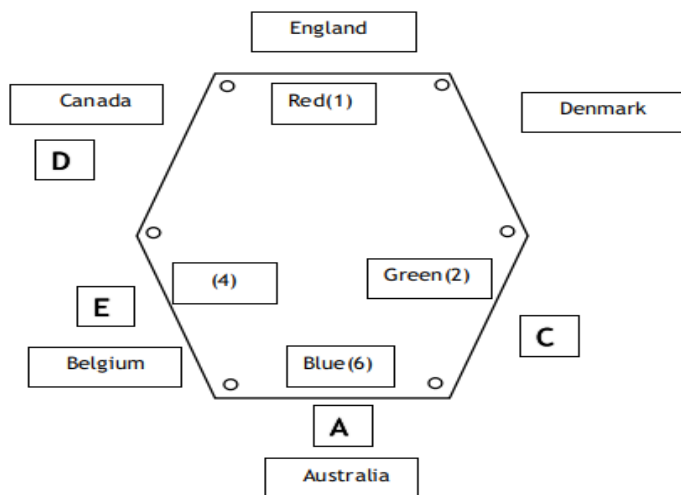 England
Canada
Red(1)
Denmark
D
(4)
Green(2)
E
C
Belgium
Blue(6)
A
Australia